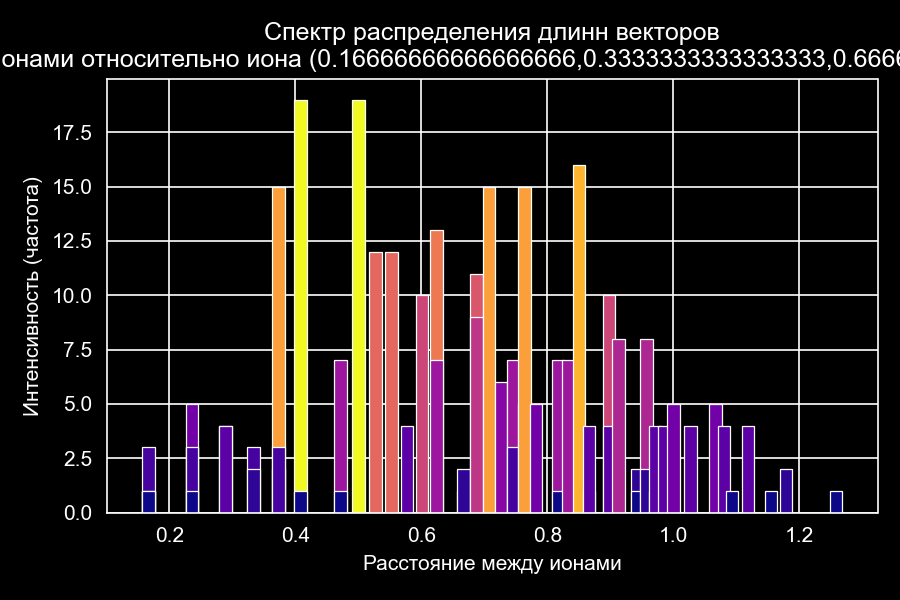 Спектр распределения длинн векторов
онами относительно иона (0.16666666666666666,0.3333333333333333,0.6666
Интенсивность (частота)
17.5
15.0
12.5
10.0
7.5
5.0
2.5
0.0
0.2 0.4 0.6 0.8 1.0 1.2
Расстояние между ионами